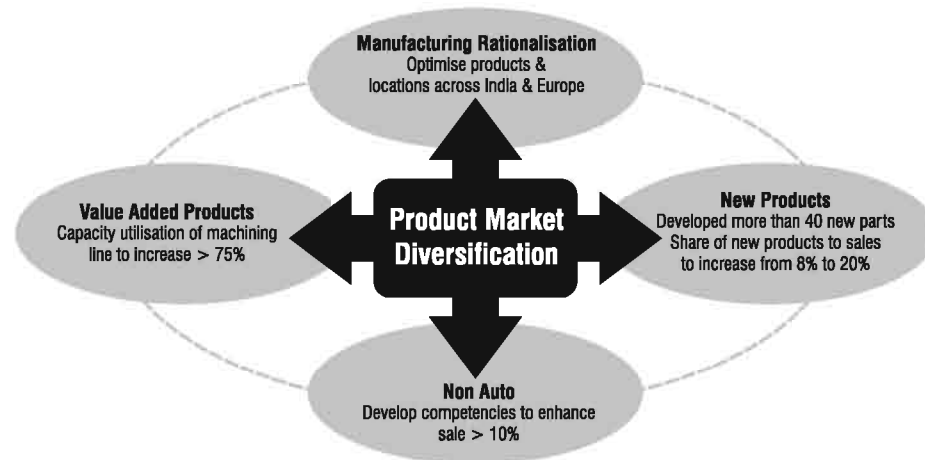 Manufacturing Rationalisation
Optimise products &
locations across India & Europe
Value Added Products
Capacity utilisation of machining
line to increase > 75%
Product Market
Diversification
New Products
Developed more than 40 new parts
Share of new products to sales
to increase from 8% to 20%
Non Auto
Develop competencies to enhance
sale > 10%